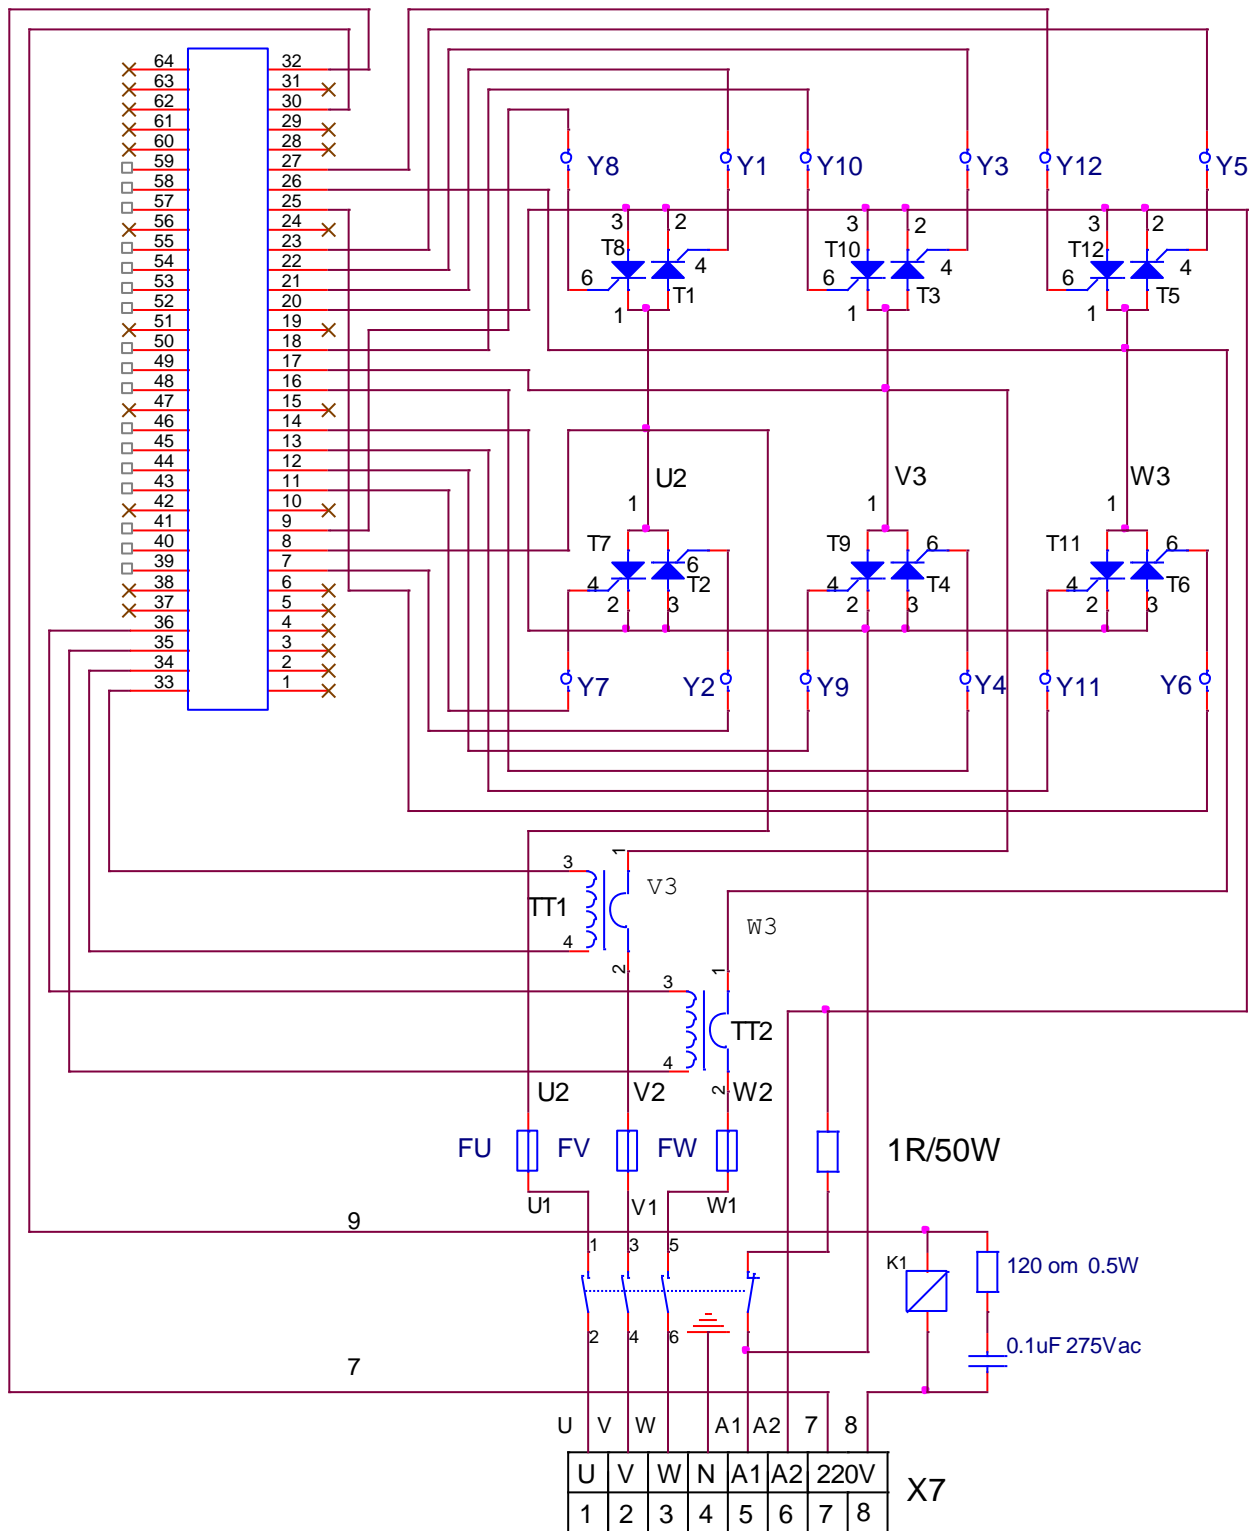 64 32
63 31
62 30
61 29
60 28
59 27
58 26
57 25
56 24
55 23
54 22
53 21
52 20
51 19
50 18
49 17
48 16
47 15
46 14
45 13
44 12
43 11
42 10
41 9
40 8
39 7
38 6
37 5
36 4
35 3
34 2
33 1
Y8 Y1 Y10 Y3 Y12 Y5
3 2 3 2 3 2
T8 T10 T12
4 4 4
6 6 6
T1 T3 T5
1 1 1
U2 V3 W3
1 1 1
T7 T9 T11
6 6 6
4 T2 4 T4 4 T6
2 3 2 3 2 3
Y7 Y2 Y9 Y4 Y11 Y6
3 1
V3
TT1
W3
4
2 1
3
TT2
4
2
U2 V2 W2
FU FV FW 1R/50W
U1 V1 W1
9
1 3 5
K1 120 om 0.5W
2 4 6
0.1uF 275Vac
7
U V W A1 A2 7 8
U V W N A1 A2 220V
X7
1 2 3 4 5 6 7 8